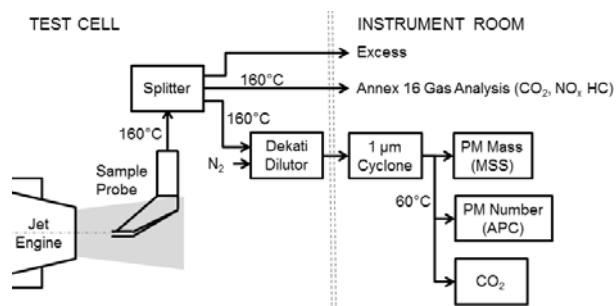 TEST CELL
INSTRUMENT ROOM
Excess
Splitter
160°C
Annex 16 Gas Analysis (CO₂, NOₓ HC)
160°C
160°C
Dekati
Dilutor
N₂
1 µm
Cyclone
PM Mass
(MSS)
Sample
Probe
60°C
PM Number
(APC)
Jet
Engine
CO₂